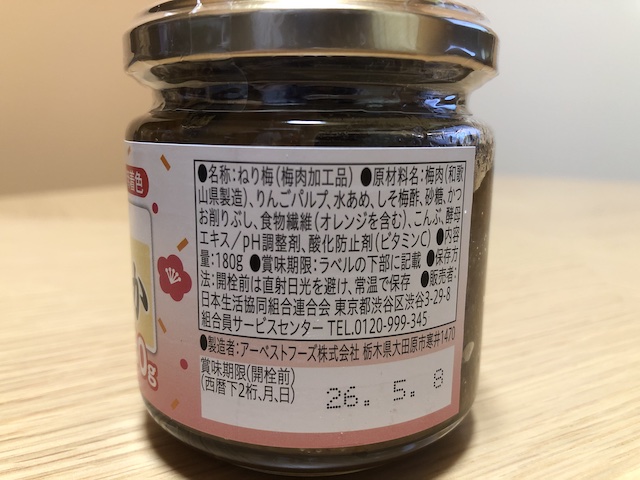 着色
か
0g
●名称:ねり梅(梅肉加工品) ●原材料名:梅肉(和歌
山県製造)、りんごパルプ、水あめ、しそ梅酢、砂糖、かつ
お削りぶし、食物繊維(オレンジを含む)、こんぶ、酵母
エキス/pH調整剤、酸化防止剤(ビタミンC) ●内容
量:180g ●賞味期限:ラベルの下部に記載 ●保存方
法:開栓前は直射日光を避け、常温で保存 ●販売者:
日本生活協同組合連合会 東京都渋谷区渋谷3-29-8
組合員サービスセンター TEL.0120-999-345
●製造者:アーベストフーズ株式会社 栃木県大田原市寒井1470
賞味期限(開栓前)
(西暦下2桁、月、日)
26. 5. 8